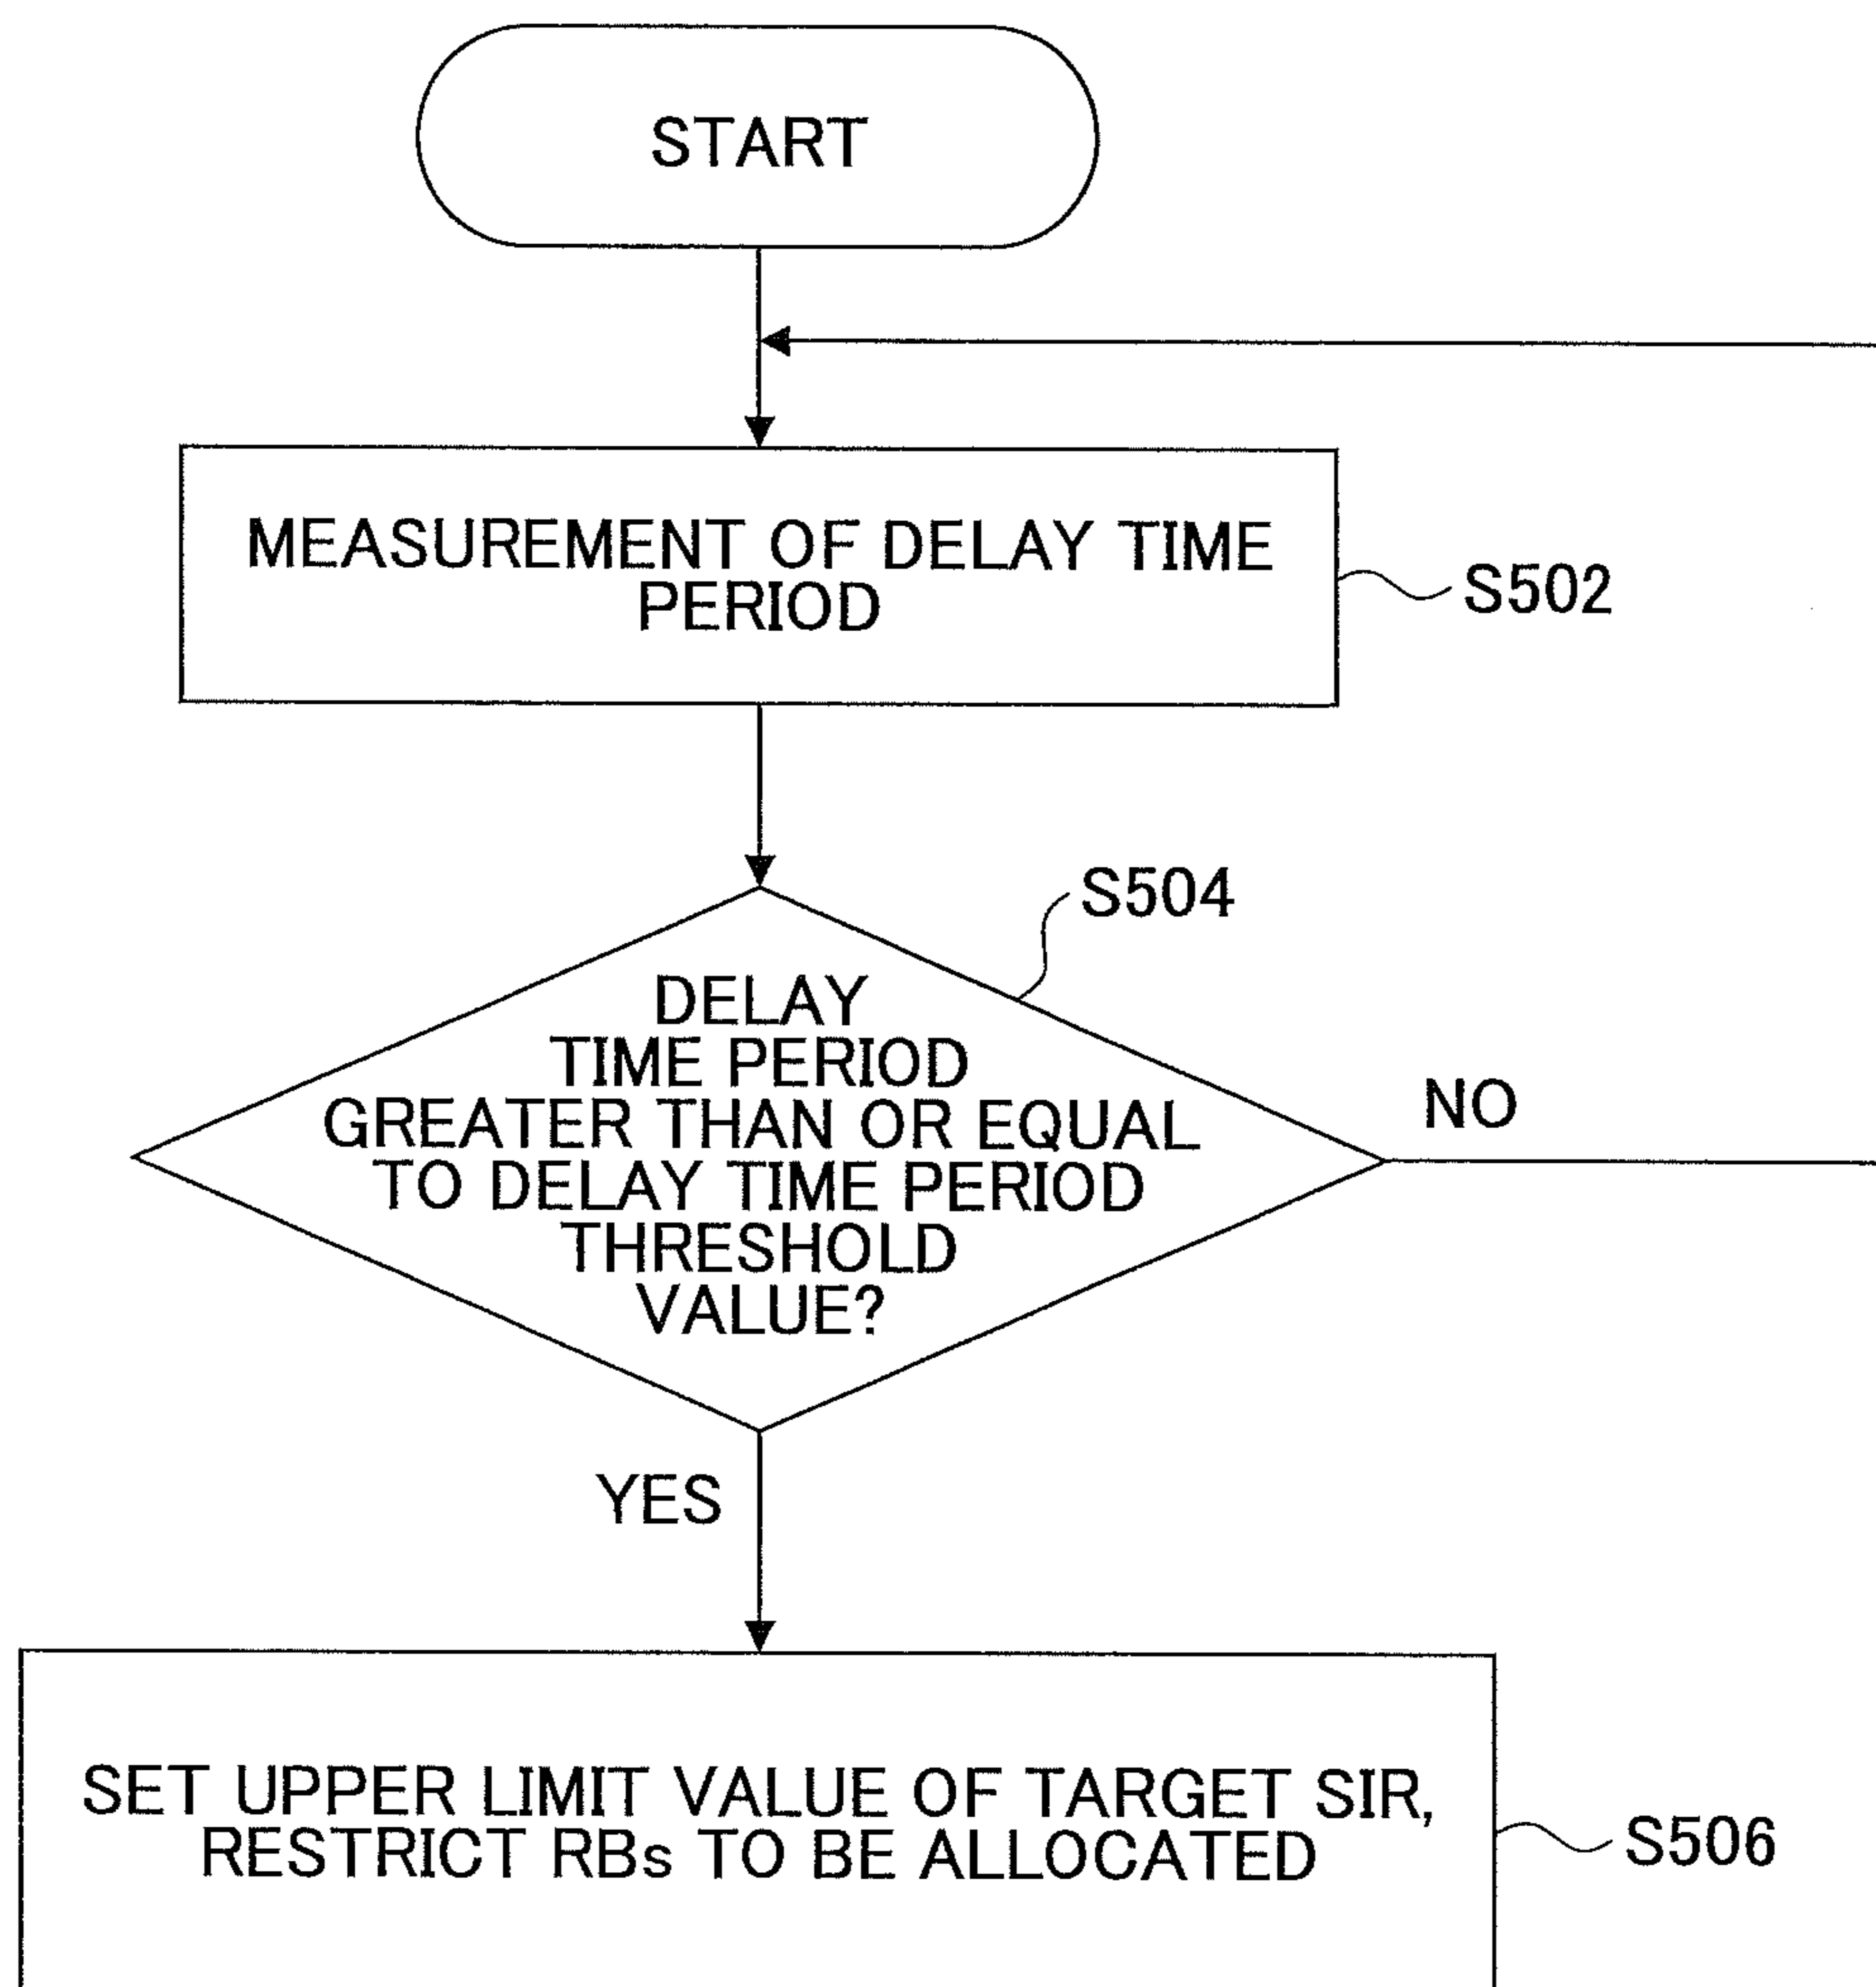 START
MEASUREMENT OF DELAY TIME
PERIOD
S502
S504
DELAY
TIME PERIOD
GREATER THAN OR EQUAL
TO DELAY TIME PERIOD
THRESHOLD
VALUE?
NO
YES
SET UPPER LIMIT VALUE OF TARGET SIR,
RESTRICT RBs TO BE ALLOCATED
S506